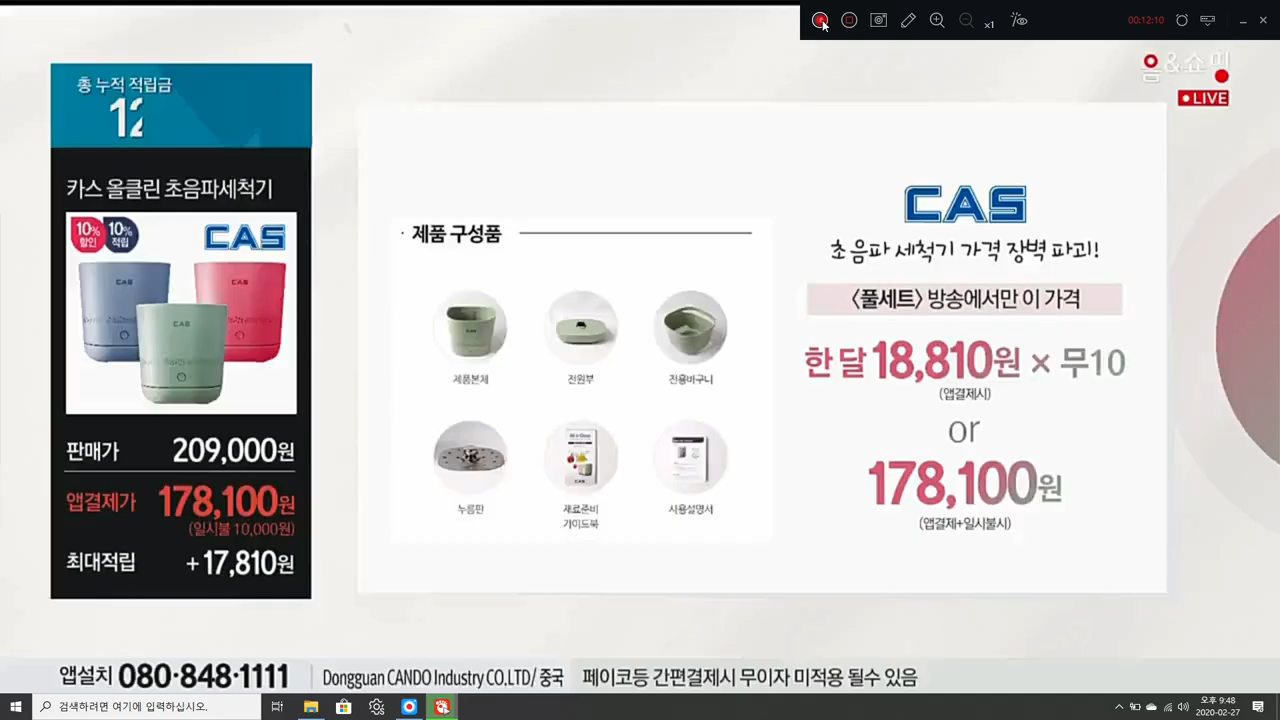 x1
00:12:10
홈&쇼핑
LIVE
총 누적 적립금
12
카스 올클린 초음파세척기
10%
할인
10%
적립
CAS
CAS
CAS
CAS
판매가 209,000원
앱결제가 178,100원
(일시불 10,000원)
최대적립 +17,810원
· 제품 구성품
제품본체
전원부
전용바구니
누름판
재료준비
가이드북
사용설명서
CAS
초음파 세척기 가격 장벽 파괴!
〈풀세트〉 방송에서만 이 가격
한 달 18,810원 × 무10
(앱결제시)
or
178,100원
(앱결제+일시불시)
앱설치 080·848·1111
Dongguan CANDO Industry CO.LTD/ 중국
페이코등 간편결제시 무이자 미적용 될수 있음
검색하려면 여기에 입력하십시오.
오후 9:48
2020-02-27